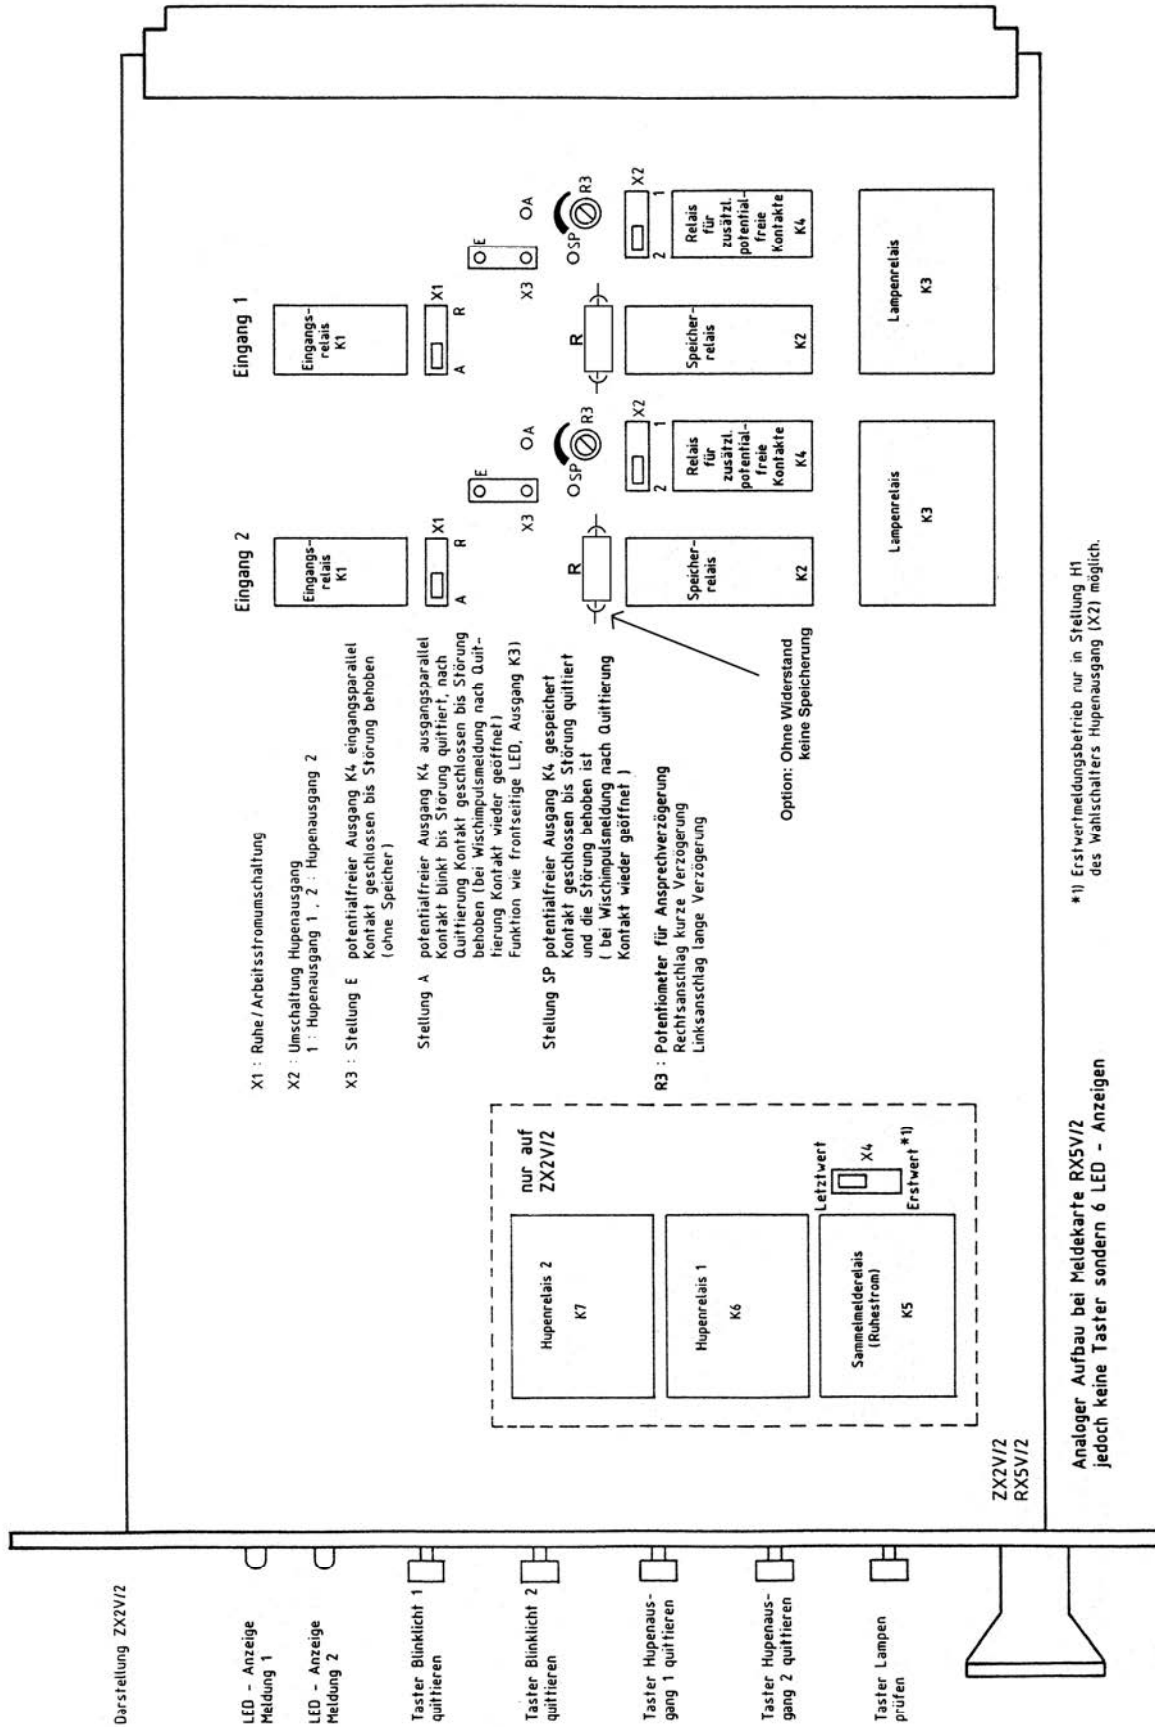 Darstellung ZX2V/2
LED - Anzeige
Meldung 1
LED - Anzeige
Meldung 2
Taster Blinklicht 1
quittieren
Taster Blinklicht 2
quittieren
Taster Hupenaus-
gang 1 quittieren
Taster Hupenaus-
gang 2 quittieren
Taster Lampen
prüfen
nur auf
ZX2V/2
Hupenrelais 2
K7
Hupenrelais 1
K6
Sammelmelderelais
(Ruhestrom)
K5
Letztwert
X4
Erstwert *1)
ZX2V/2
RX5V/2
Analoger Aufbau bei Meldekarte RX5V/2
jedoch keine Taster sondern 6 LED - Anzeigen
X1 : Ruhe / Arbeitsstromumschaltung
X2 : Umschaltung Hupenausgang
1 : Hupenausgang 1 , 2 : Hupenausgang 2
X3 : Stellung E potentialfreier Ausgang K4 eingangsparallel
Kontakt geschlossen bis Störung behoben
(ohne Speicher)
Stellung A potentialfreier Ausgang K4 ausgangsparallel
Kontakt blinkt bis Störung quittiert, nach
Quittierung Kontakt geschlossen bis Störung
behoben (bei Wischimpulsmeldung nach Quit-
tierung Kontakt wieder geöffnet)
Funktion wie frontseitige LED, Ausgang K3)
Stellung SP potentialfreier Ausgang K4 gespeichert
Kontakt geschlossen bis Störung quittiert
und die Störung behoben ist
( bei Wischimpulsmeldung nach Quittierung
Kontakt wieder geöffnet )
R3 : Potentiometer für Ansprechverzögerung
Rechtsanschlag kurze Verzögerung
Linksanschlag lange Verzögerung
Option: Ohne Widerstand
keine Speicherung
*1) Erstwertmeldungsbetrieb nur in Stellung H1
des Wahlschalters Hupenausgang (X2) möglich.
Eingang 2
Eingangs-
relais
K1
X1
A R
E
X3
A
SP
R3
R
X2
2 1
Speicher-
relais
K2
Relais
für
zusätzl.
potential-
freie
Kontakte
K4
Lampenrelais
K3
Eingang 1
Eingangs-
relais
K1
X1
A R
E
X3
A
SP
R3
R
X2
2 1
Speicher-
relais
K2
Relais
für
zusätzl.
potential-
freie
Kontakte
K4
Lampenrelais
K3